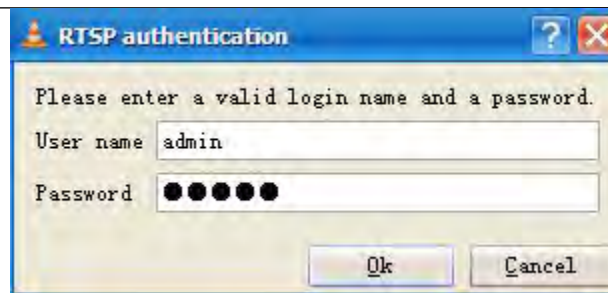 RTSP authentication
Please enter a valid login name and a password.
User name admin
Password ●●●●●
Ok Cancel